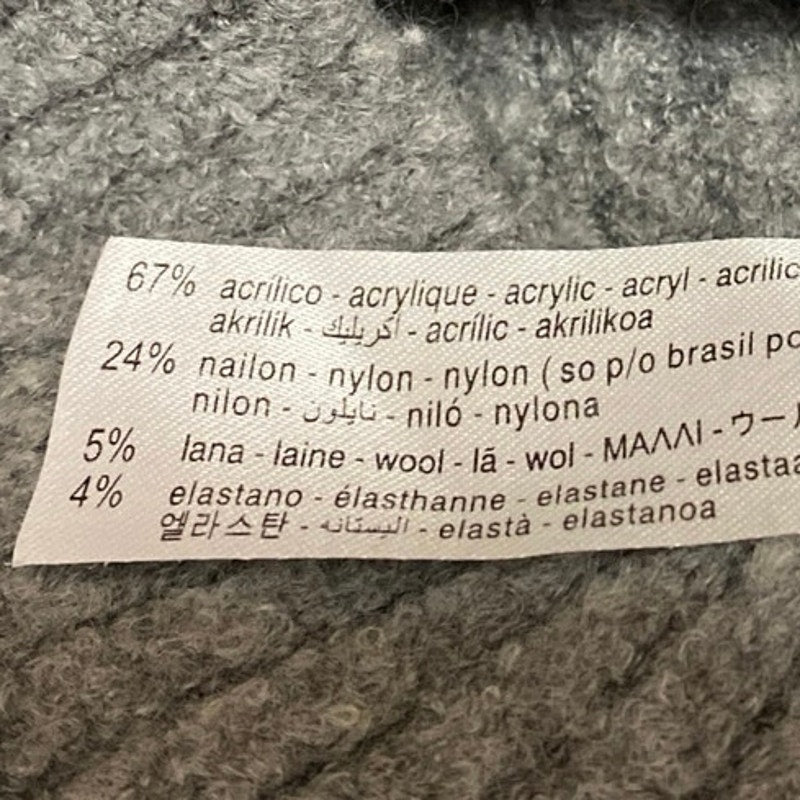 67% acrílico - acrylique - acrylic - acryl - acrilic
akrilik - أكريليك - acrílic - akrilikoa
24% nailon - nylon - nylon ( so p/o brasil po
nilon - نايلون - niló - nylona
5% lana - laine - wool - lã - wol - ΜΑΛΛΙ - ウール
4% elastano - élasthanne - elastane - elastaa
엘라스탄 - اليستانه - elastà - elastanoa